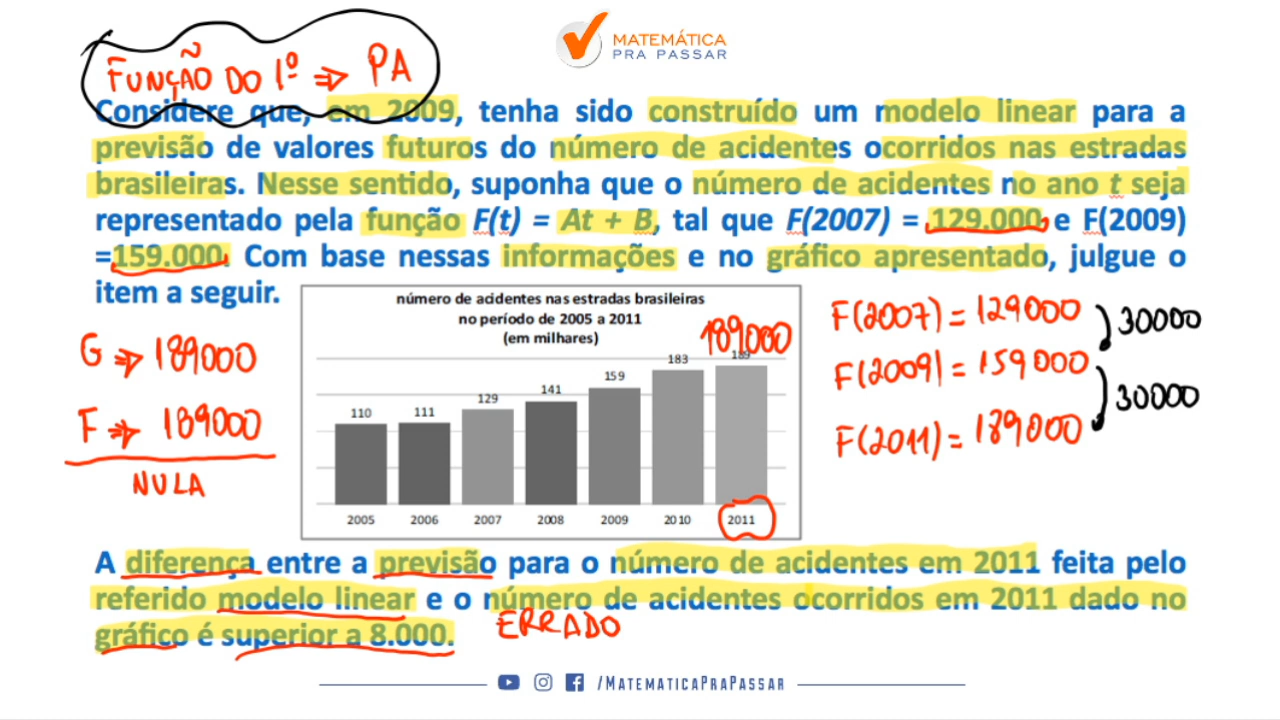 MATEMÁTICA
PRA PASSAR
FUNÇÃO DO 1º ⇒ PA
Considere que, em 2009, tenha sido construído um modelo linear para a
previsão de valores futuros do número de acidentes ocorridos nas estradas
brasileiras. Nesse sentido, suponha que o número de acidentes no ano t seja
representado pela função F(t) = At + B, tal que F(2007) = 129.000 e F(2009)
=159.000. Com base nessas informações e no gráfico apresentado, julgue o
item a seguir.
G ⇒ 189000
F ⇒ 189000
NULA
número de acidentes nas estradas brasileiras
no período de 2005 a 2011
(em milhares)
189.000
110 111 129 141 159 183 189
2005 2006 2007 2008 2009 2010 2011
F(2007) = 129000
30000
F(2009) = 159000
30000
F(2011) = 189000
A diferença entre a previsão para o número de acidentes em 2011 feita pelo
referido modelo linear e o número de acidentes ocorridos em 2011 dado no
gráfico é superior a 8.000. ERRADO
/MATEMATICAPRAPASSAR